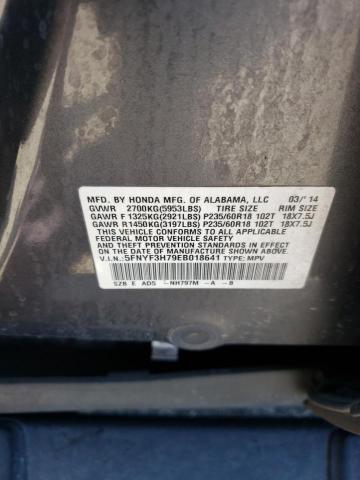 MFD. BY HONDA MFG. OF ALABAMA, LLC 03/'14
GVWR 2700KG(5953LBS) TIRE SIZE RIM SIZE
GAWR F 1325KG(2921LBS) P235/60R18 102T 18X7.5J
GAWR R 1450KG(3197LBS) P235/60R18 102T 18X7.5J
THIS VEHICLE CONFORMS TO ALL APPLICABLE
FEDERAL MOTOR VEHICLE SAFETY, BUMPER,
AND THEFT PREVENTION STANDARDS IN EFFECT
ON THE DATE OF MANUFACTURE SHOWN ABOVE.
V.I.N.: 5FNYF3H79EB018641 TYPE: MPV
SZB E ADS -NH797M -A -B